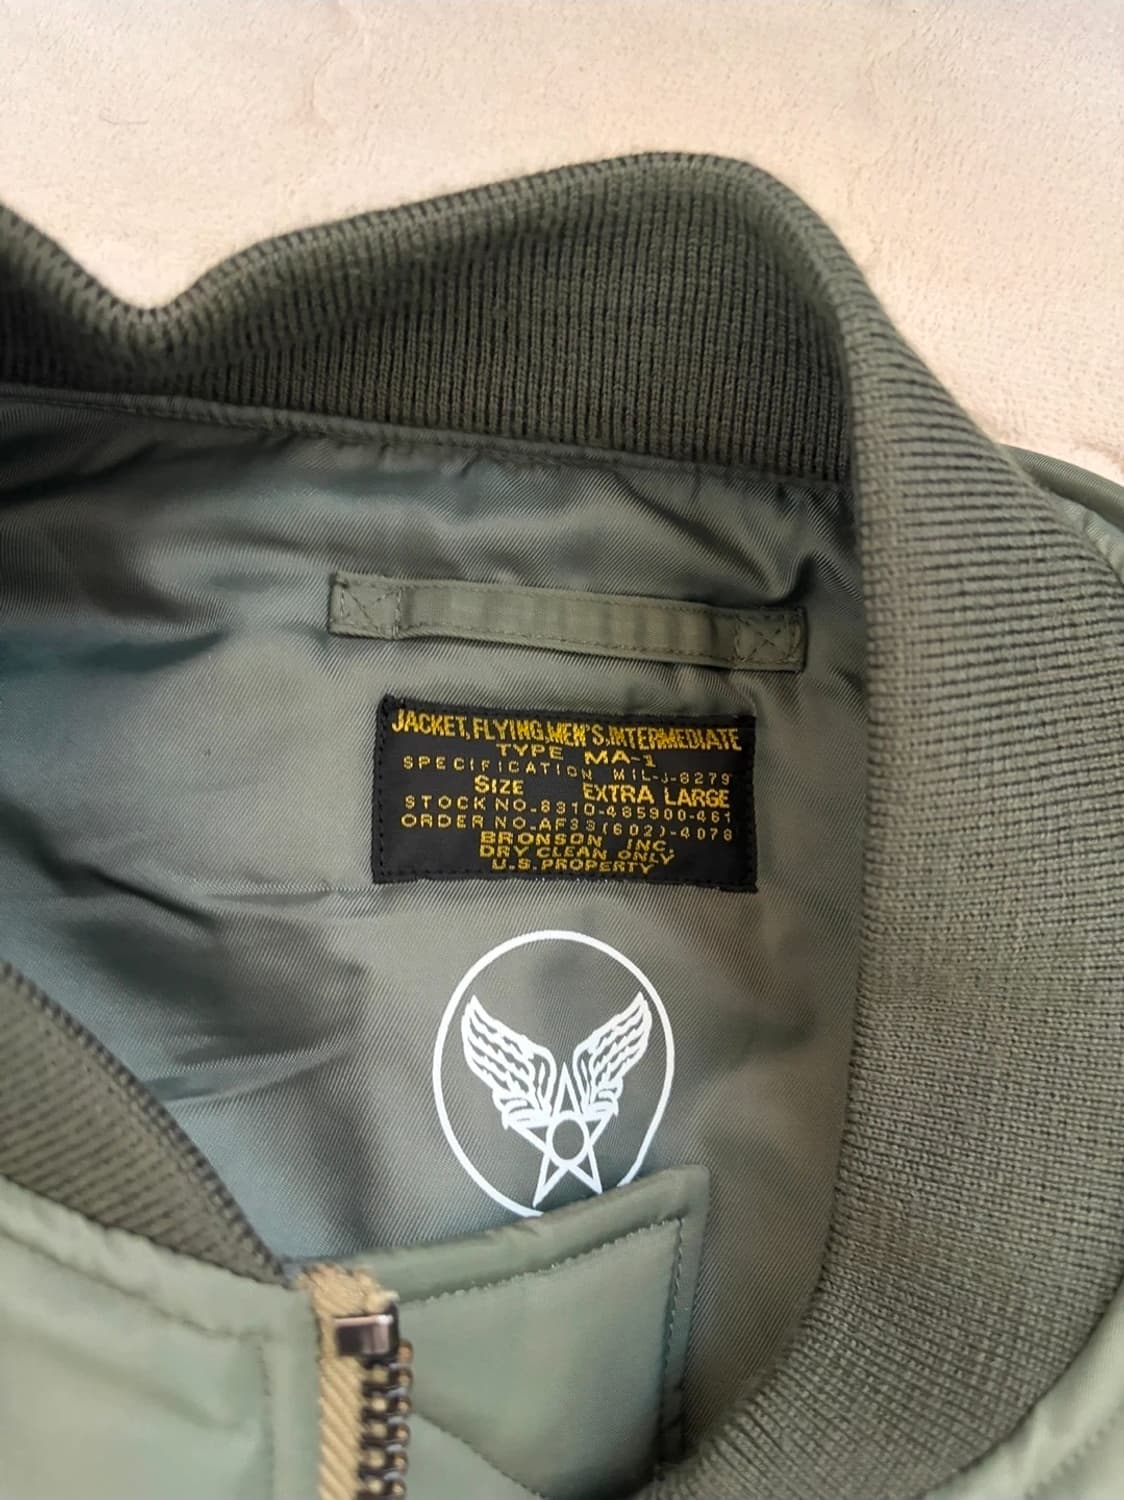 JACKET, FLYING, MEN'S, INTERMEDIATE
TYPE MA-1
SPECIFICATION MIL-J-8279
SIZE EXTRA LARGE
STOCK NO. 8310-485900-461
ORDER NO. AF33(602)-4078
BRONSON INC.
DRY CLEAN ONLY
U.S. PROPERTY